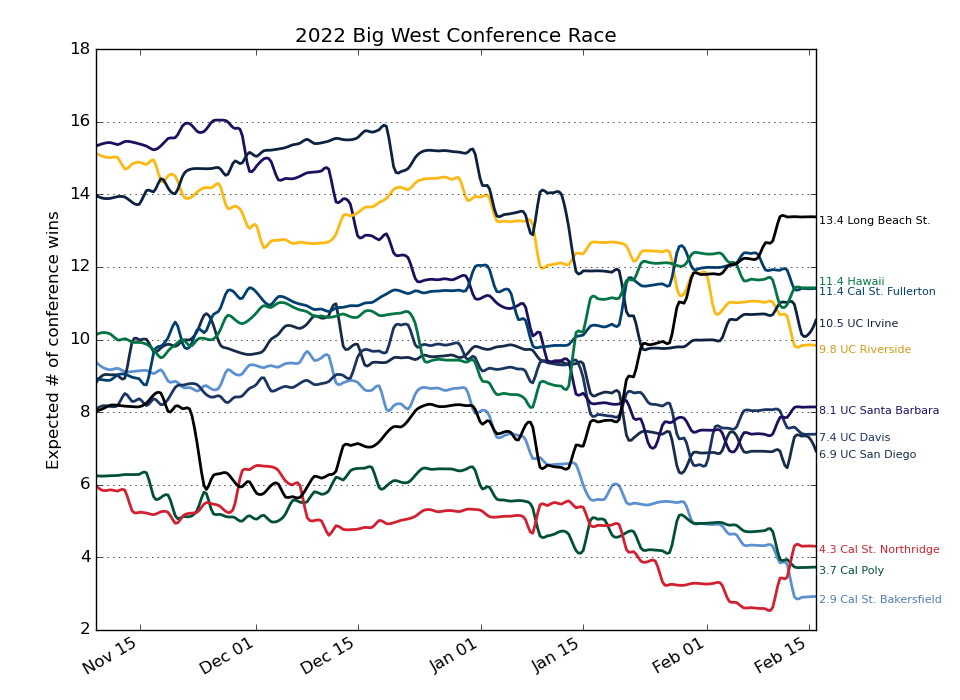 2022 Big West Conference Race
Expected # of conference wins
18
16
14
12
10
8
6
4
2
Nov 15
Dec 01
Dec 15
Jan 01
Jan 15
Feb 01
Feb 15
13.4 Long Beach St.
11.4 Hawaii
11.4 Cal St. Fullerton
10.5 UC Irvine
9.8 UC Riverside
8.1 UC Santa Barbara
7.4 UC Davis
6.9 UC San Diego
4.3 Cal St. Northridge
3.7 Cal Poly
2.9 Cal St. Bakersfield